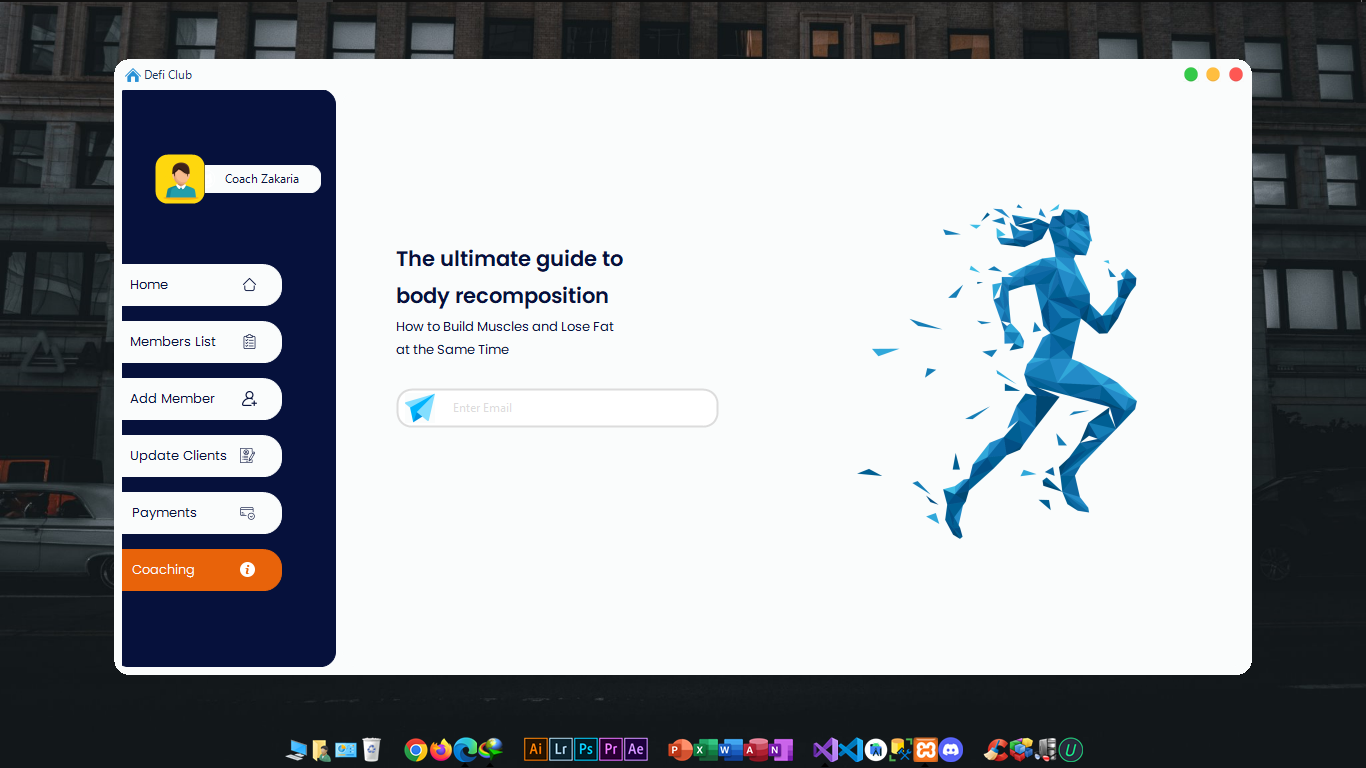 Defi Club
Coach Zakaria
Home
Members List
Add Member
Update Clients
Payments
Coaching
The ultimate guide to
body recomposition
How to Build Muscles and Lose Fat
at the Same Time
Enter Email
Ai Lr Ps Pr Ae
P X W A N
U